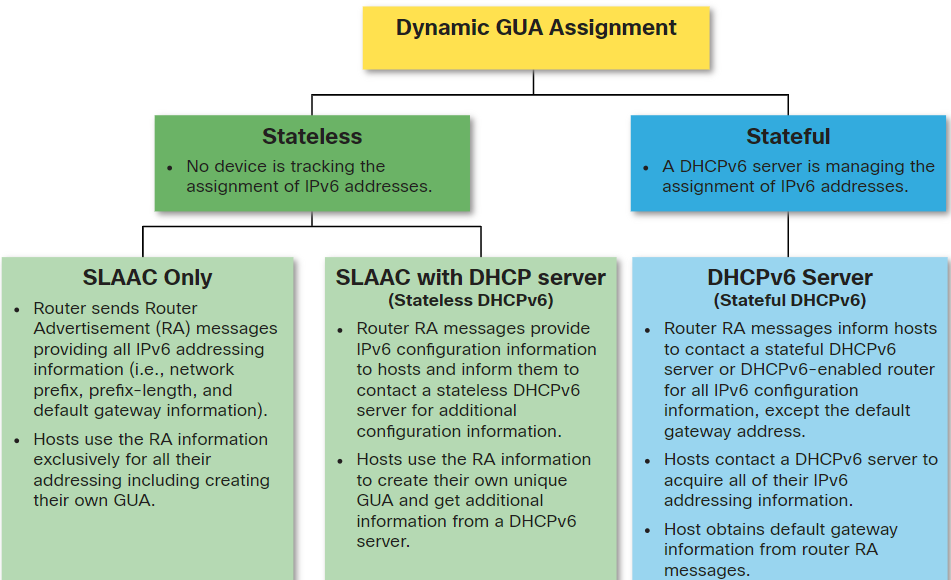 Dynamic GUA Assignment
Stateless
• No device is tracking the
assignment of IPv6 addresses.
Stateful
• A DHCPv6 server is managing the
assignment of IPv6 addresses.
SLAAC Only
• Router sends Router
Advertisement (RA) messages
providing all IPv6 addressing
information (i.e., network
prefix, prefix-length, and
default gateway information).
• Hosts use the RA information
exclusively for all their
addressing including creating
their own GUA.
SLAAC with DHCP server
(Stateless DHCPv6)
• Router RA messages provide
IPv6 configuration information
to hosts and inform them to
contact a stateless DHCPv6
server for additional
configuration information.
• Hosts use the RA information
to create their own unique
GUA and get additional
information from a DHCPv6
server.
DHCPv6 Server
(Stateful DHCPv6)
• Router RA messages inform hosts
to contact a stateful DHCPv6
server or DHCPv6-enabled router
for all IPv6 configuration
information, except the default
gateway address.
• Hosts contact a DHCPv6 server to
acquire all of their IPv6
addressing information.
• Host obtains default gateway
information from router RA
messages.